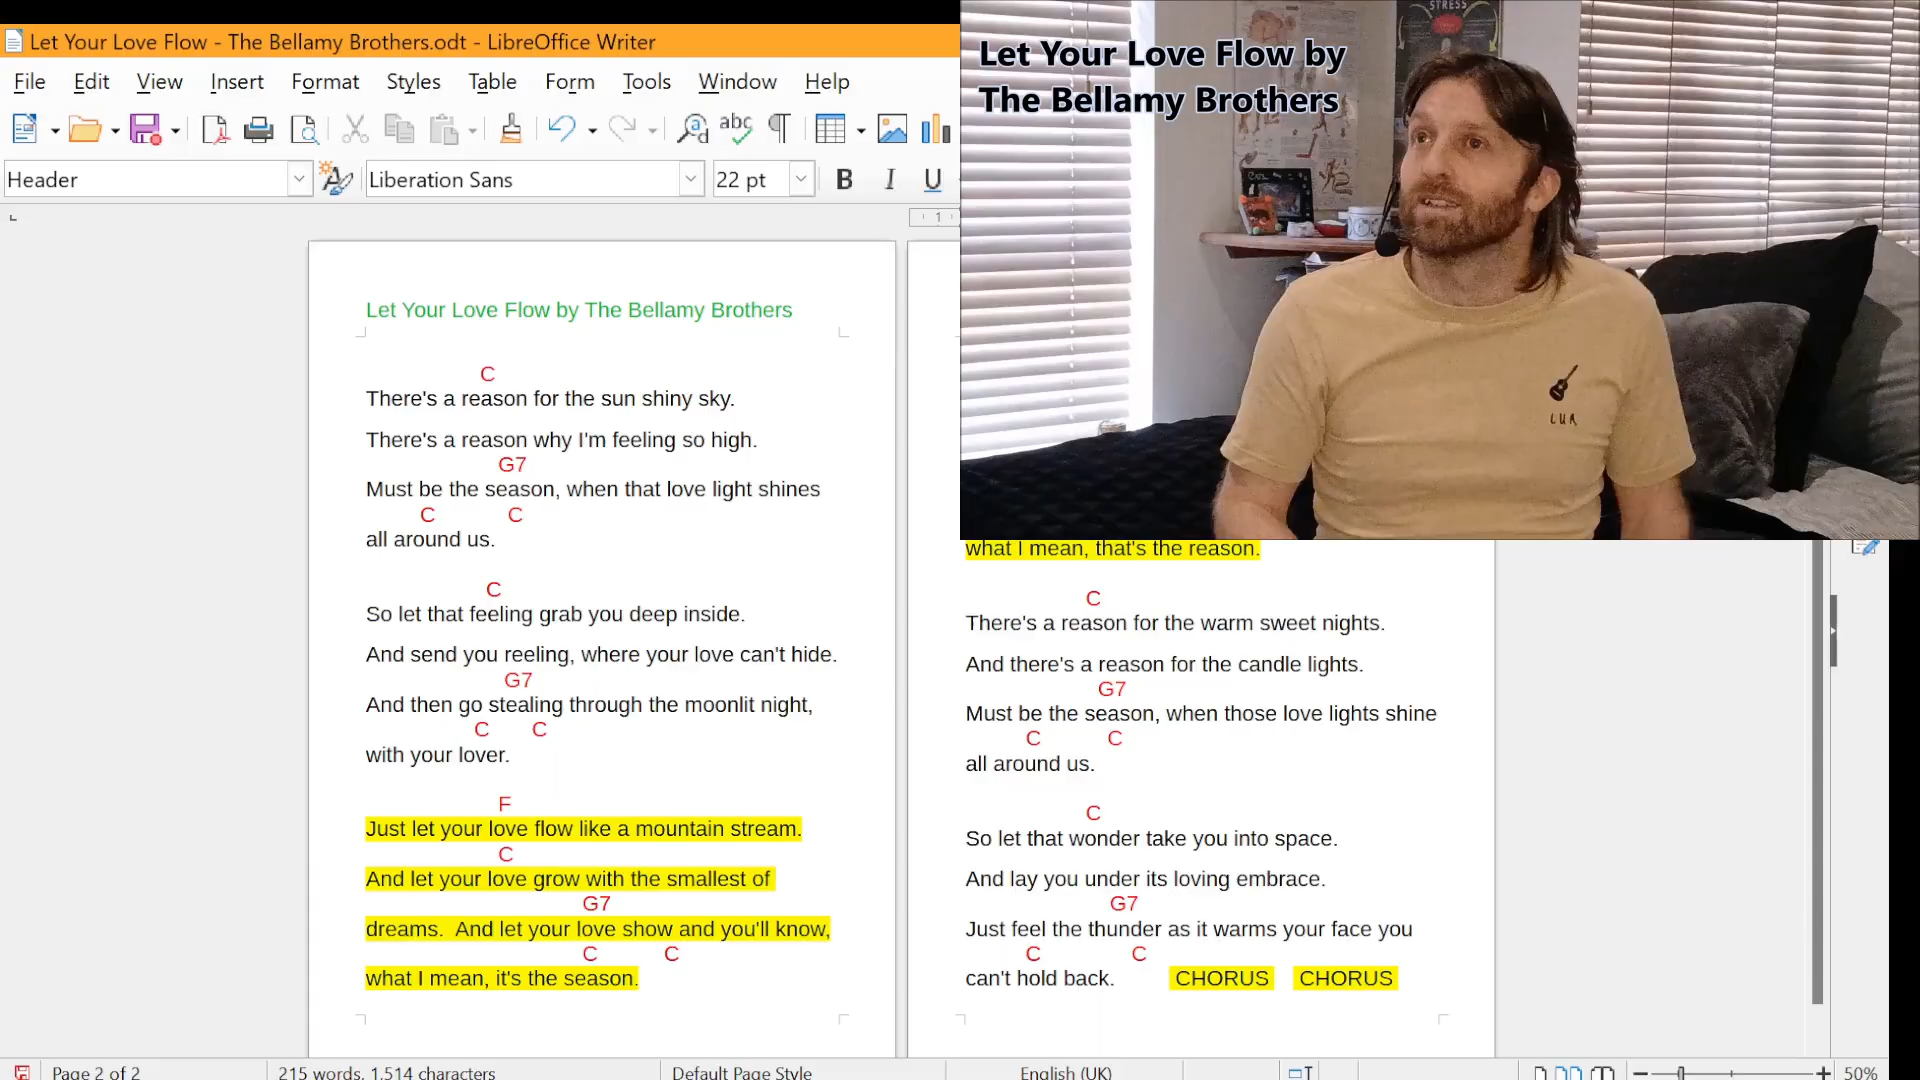 Let Your Love Flow - The Bellamy Brothers.odt - LibreOffice Writer
File Edit View Insert Format Styles Table Form Tools Window Help
abc
Header
Liberation Sans
22 pt
B I U
1
Let Your Love Flow by The Bellamy Brothers
C
There's a reason for the sun shiny sky.
There's a reason why I'm feeling so high.
G7
Must be the season, when that love light shines
C C
all around us.
C
So let that feeling grab you deep inside.
And send you reeling, where your love can't hide.
G7
And then go stealing through the moonlit night,
C C
with your lover.
F
Just let your love flow like a mountain stream.
C
And let your love grow with the smallest of
G7
dreams.  And let your love show and you'll know,
C C
what I mean, it's the season.
Let Your Love Flow by
The Bellamy Brothers
STRESS
LUR
what I mean, that's the reason.
C
There's a reason for the warm sweet nights.
And there's a reason for the candle lights.
G7
Must be the season, when those love lights shine
C C
all around us.
C
So let that wonder take you into space.
And lay you under its loving embrace.
G7
Just feel the thunder as it warms your face you
C C
can't hold back. CHORUS CHORUS
Page 2 of 2
215 words, 1,514 characters
Default Page Style
English (UK)
50%